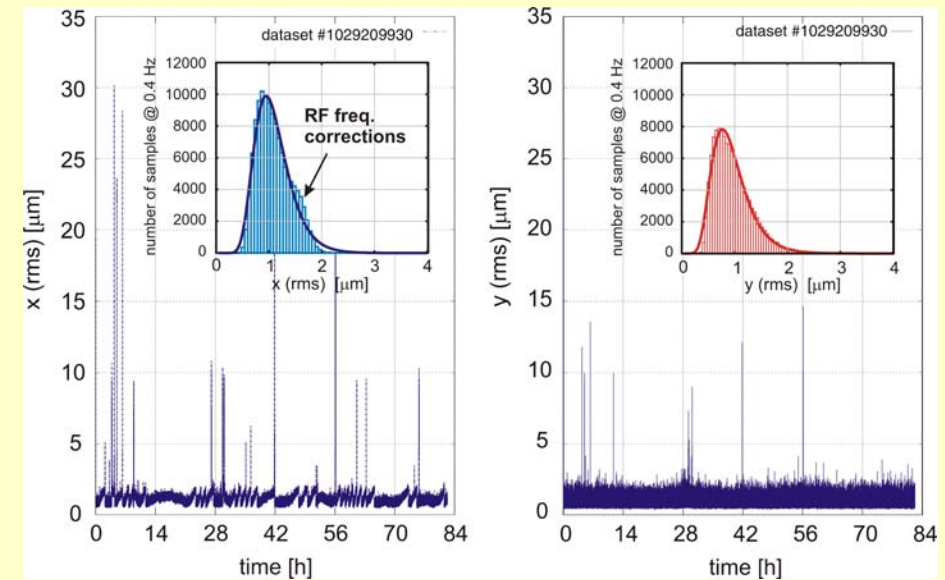 dataset #1029209930
x (rms) [µm]
35
30
25
20
15
10
5
0
0 14 28 42 56 70 84
time [h]
number of samples @ 0.4 Hz
12000
10000
8000
6000
4000
2000
0
RF freq.
corrections
0 1 2 3 4
x (rms) [µm]
dataset #1029209930
y (rms) [µm]
35
30
25
20
15
10
5
0
0 14 28 42 56 70 84
time [h]
number of samples @ 0.4 Hz
12000
10000
8000
6000
4000
2000
0
0 1 2 3 4
y (rms) [µm]